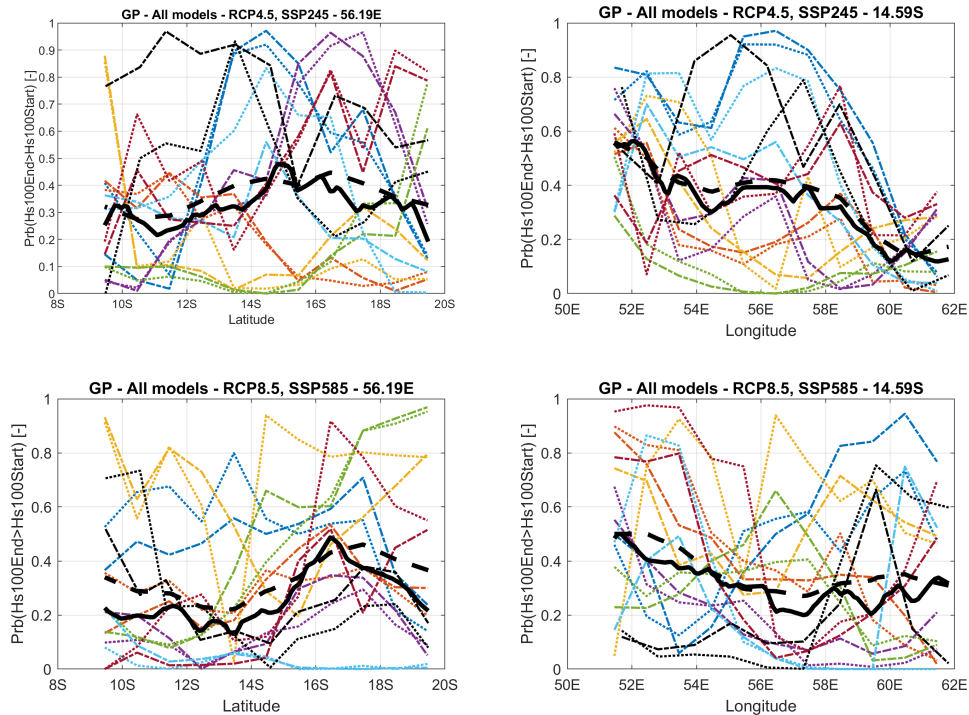 GP - All models - RCP4.5, SSP245 - 56.19E
Prb(Hs100End>Hs100Start) [-]
1
0.9
0.8
0.7
0.6
0.5
0.4
0.3
0.2
0.1
0
8S 10S 12S 14S 16S 18S 20S
Latitude
GP - All models - RCP4.5, SSP245 - 14.59S
Prb(Hs100End>Hs100Start) [-]
1
0.8
0.6
0.4
0.2
0
50E 52E 54E 56E 58E 60E 62E
Longitude
GP - All models - RCP8.5, SSP585 - 56.19E
Prb(Hs100End>Hs100Start) [-]
1
0.8
0.6
0.4
0.2
0
8S 10S 12S 14S 16S 18S 20S
Latitude
GP - All models - RCP8.5, SSP585 - 14.59S
Prb(Hs100End>Hs100Start) [-]
1
0.8
0.6
0.4
0.2
0
50E 52E 54E 56E 58E 60E 62E
Longitude